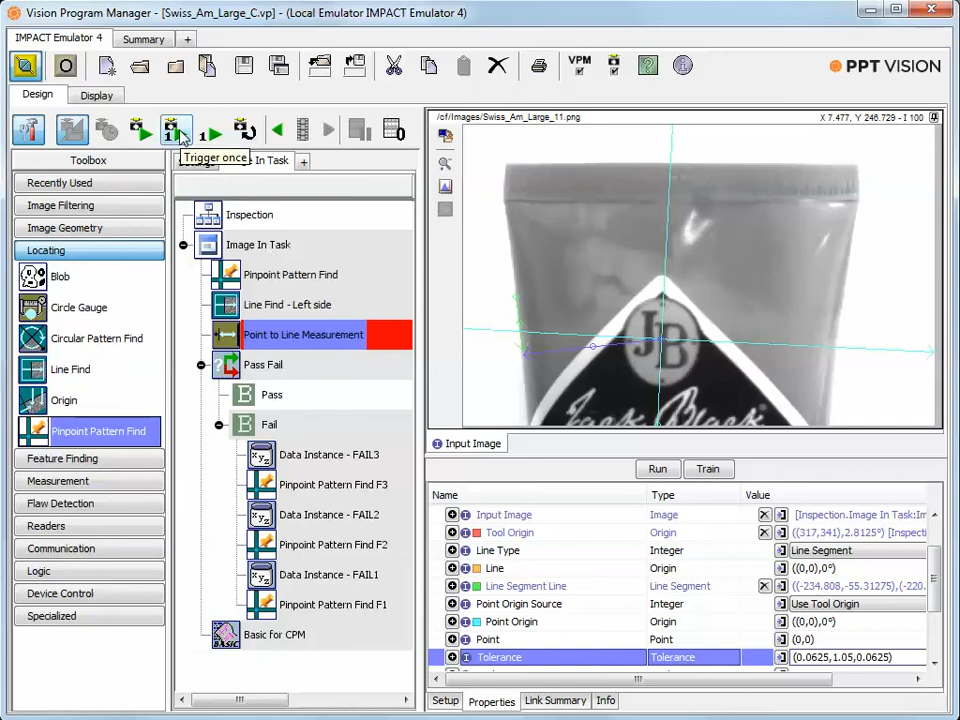 Vision Program Manager - [Swiss_Am_Large_C.vp] - (Local Emulator IMPACT Emulator 4)
IMPACT Emulator 4
Summary
+
VPM
PPT VISION
Design
Display
Trigger once
Toolbox
Recently Used
Image Filtering
Image Geometry
Locating
Blob
Circle Gauge
Circular Pattern Find
Line Find
Origin
Pinpoint Pattern Find
Feature Finding
Measurement
Flaw Detection
Readers
Communication
Logic
Device Control
Specialized
e In Task
+
Inspection
Image In Task
Pinpoint Pattern Find
Line Find - Left side
Point to Line Measurement
Pass Fail
Pass
Fail
Data Instance - FAIL3
Pinpoint Pattern Find F3
Data Instance - FAIL2
Pinpoint Pattern Find F2
Data Instance - FAIL1
Pinpoint Pattern Find F1
BASIC
Basic for CPM
/cf/Images/Swiss_Am_Large_11.png
X 7.477, Y 246.729 - I 100
JB
Jack Black
Input Image
Run
Train
Name Type Value
Input Image Image [Inspection.Image In Task:Im
Tool Origin Origin ((317,341),2.8125°) [Inspecti
Line Type Integer Line Segment
Line Origin ((0,0),0°)
Line Segment Line Line Segment ((-234.808,-55.31275),(-220.
Point Origin Source Integer Use Tool Origin
Point Origin Origin ((0,0),0°)
Point Point (0,0)
Tolerance Tolerance (0.0625,1.05,0.0625)
Setup
Properties
Link Summary
Info